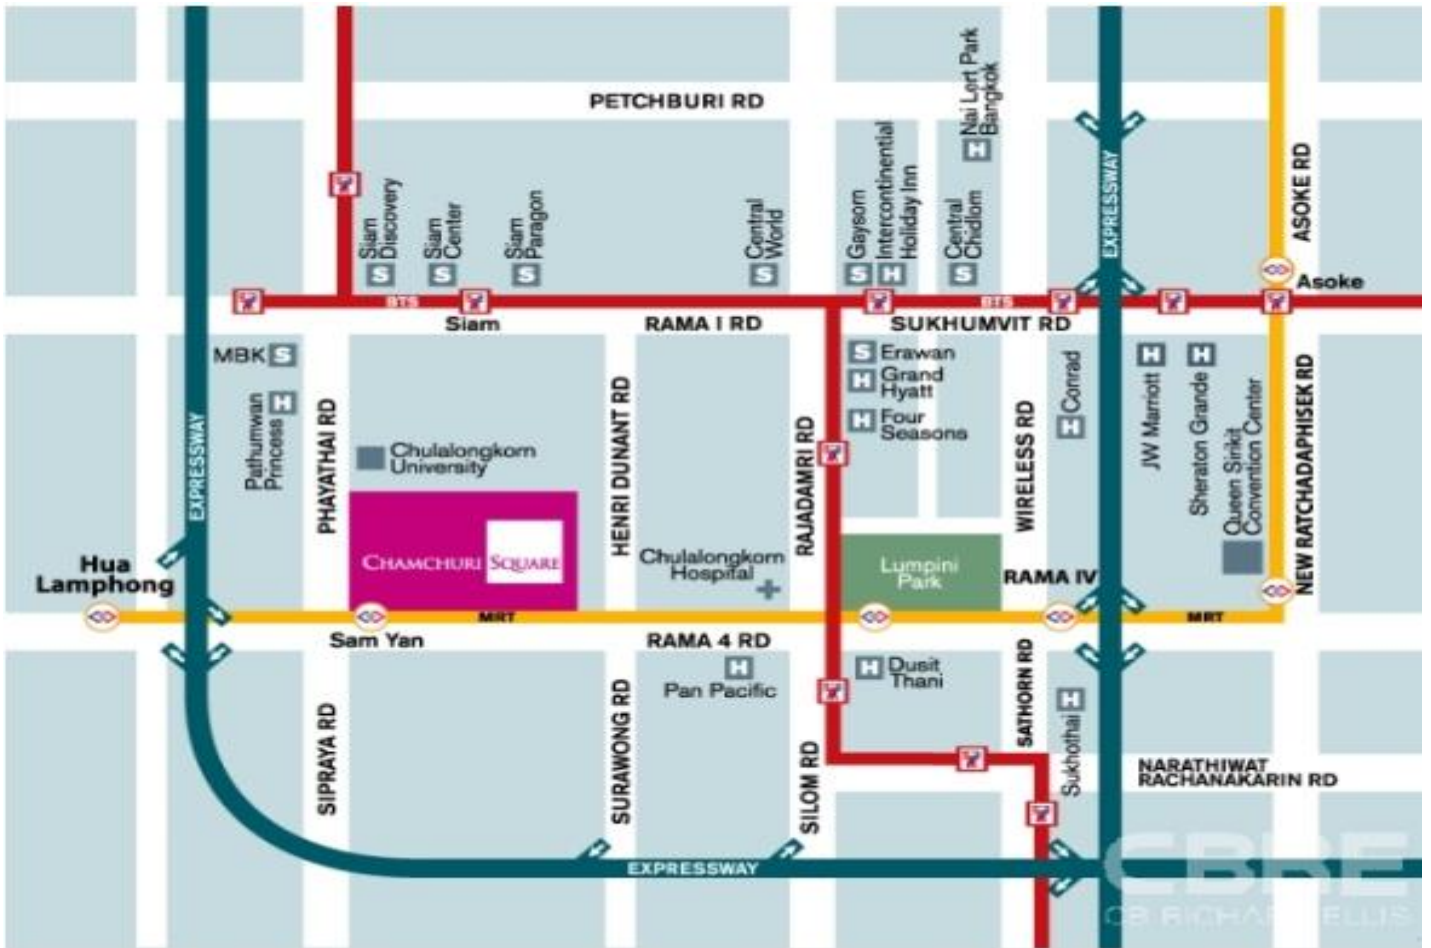 PETCHBURI RD
Nai Lert Park
Bangkok
H
EXPRESSWAY
ASOKE RD
Siam
Discovery
S
Siam
Center
S
Siam
Paragon
S
Central
World
S
Gaysorn
S
Intercontinental
Holiday Inn
H
Central
Chidlom
S
Asoke
BTS
BTS
Siam
RAMA I RD
SUKHUMVIT RD
MBK S
Pathumwan
Princess
H
EXPRESSWAY
PHAYATHAI RD
Chulalongkorn
University
CHAMCHURI SQUARE
HENRI DUNANT RD
Chulalongkorn
Hospital
RAJADAMRI RD
S Erawan
H Grand
Hyatt
H Four
Seasons
WIRELESS RD
Conrad
H
H
JW Marriott
H
Sheraton Grande
Queen Sirikit
Convention Center
NEW RATCHADAPHISEK RD
Hua
Lamphong
Lumpini
Park
RAMA IV
MRT
MRT
Sam Yan
RAMA 4 RD
H
Pan Pacific
H Dusit
Thani
SATHORN RD
H
Sukhothai
SIPRAYA RD
SURAWONG RD
SILOM RD
NARATHIWAT
RACHANAKARIN RD
EXPRESSWAY
CBRE
CB RICHARD ELLIS